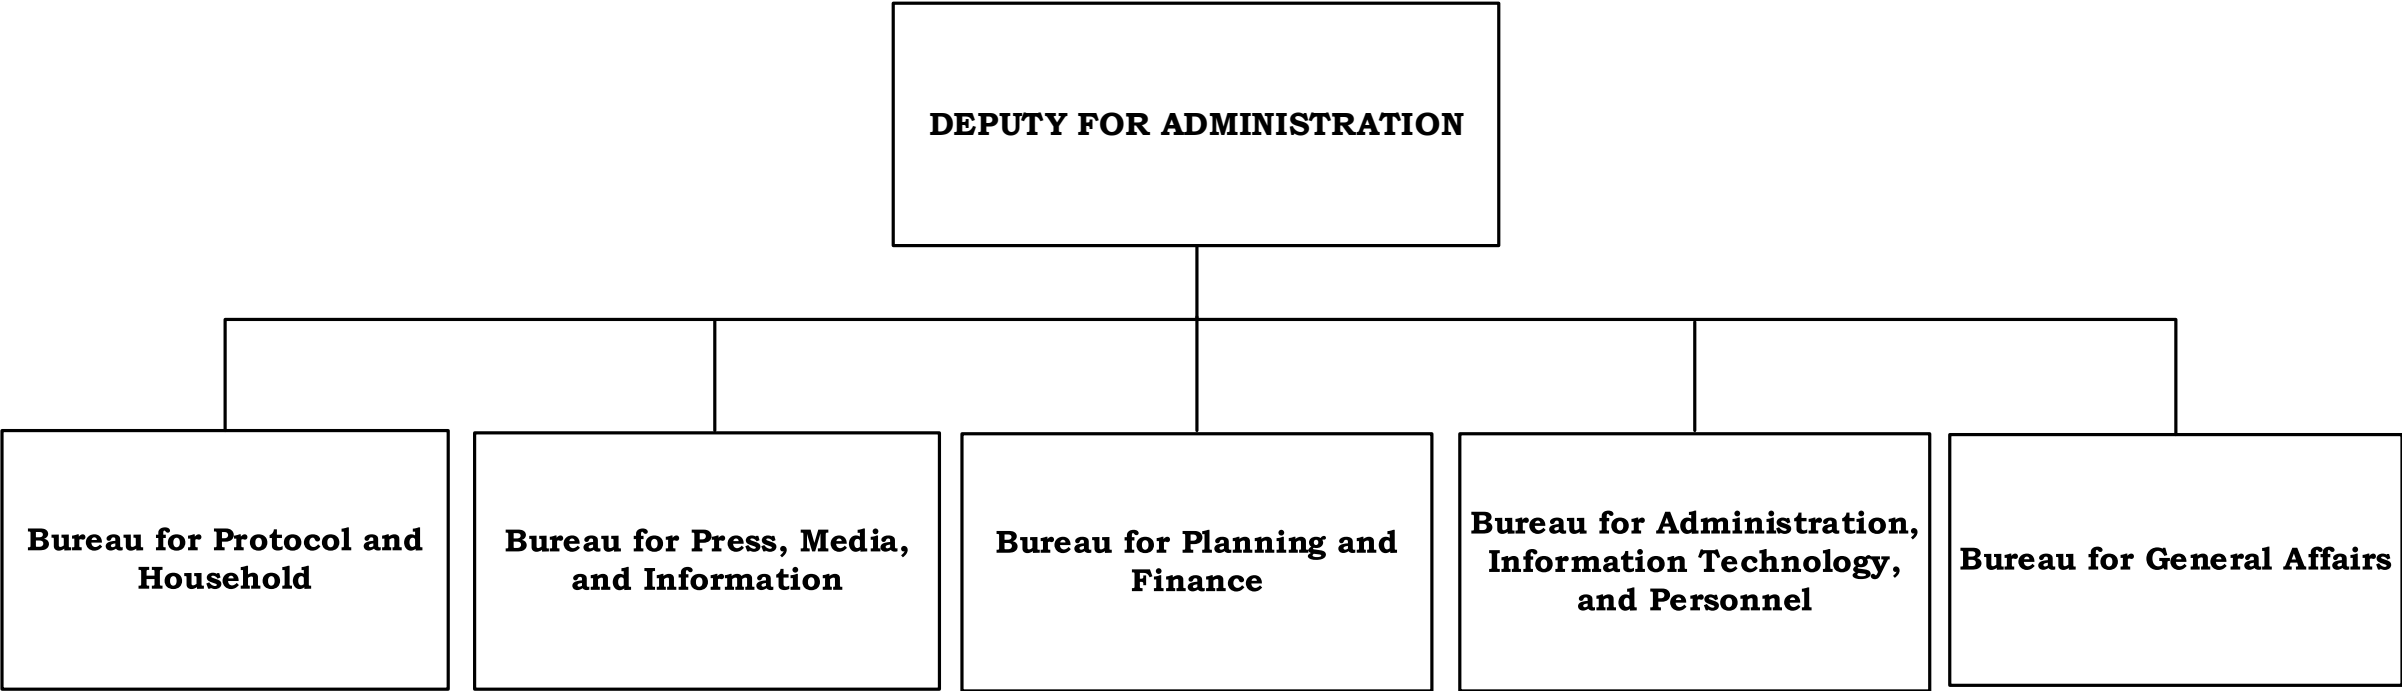 DEPUTY FOR ADMINISTRATION
Bureau for Protocol and
Household
Bureau for Press, Media,
and Information
Bureau for Planning and
Finance
Bureau for Administration,
Information Technology,
and Personnel
Bureau for General Affairs